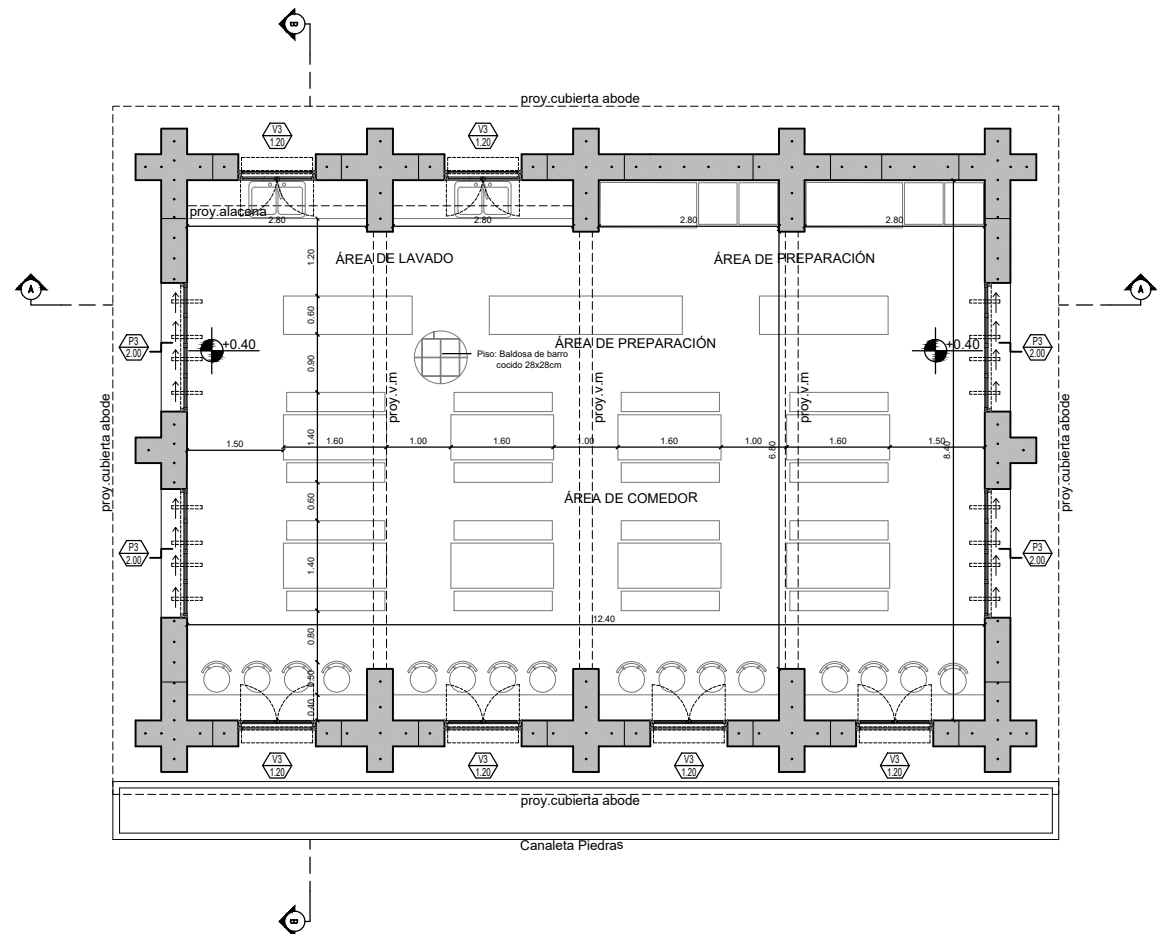 B
proy.cubierta abode
V3
1.20
V3
1.20
proy.alacena
2.80
2.80
2.80
2.80
ÁREA DE LAVADO
ÁREA DE PREPARACIÓN
1.20
A
A
0.60
P3
2.00
+0.40
ÁREA DE PREPARACIÓN
+0.40
P3
2.00
Piso: Baldosa de barro
cocido 28x28cm
0.90
proy.v.m
proy.v.m
proy.v.m
proy.cubierta abode
proy.cubierta abode
1.50
1.60
1.40
1.00
1.60
1.00
1.60
1.00
1.60
1.50
6.80
8.40
ÁREA DE COMEDOR
0.60
P3
2.00
P3
2.00
1.40
12.40
0.80
0.50
0.40
V3
1.20
V3
1.20
V3
1.20
V3
1.20
proy.cubierta abode
Canaleta Piedras
B